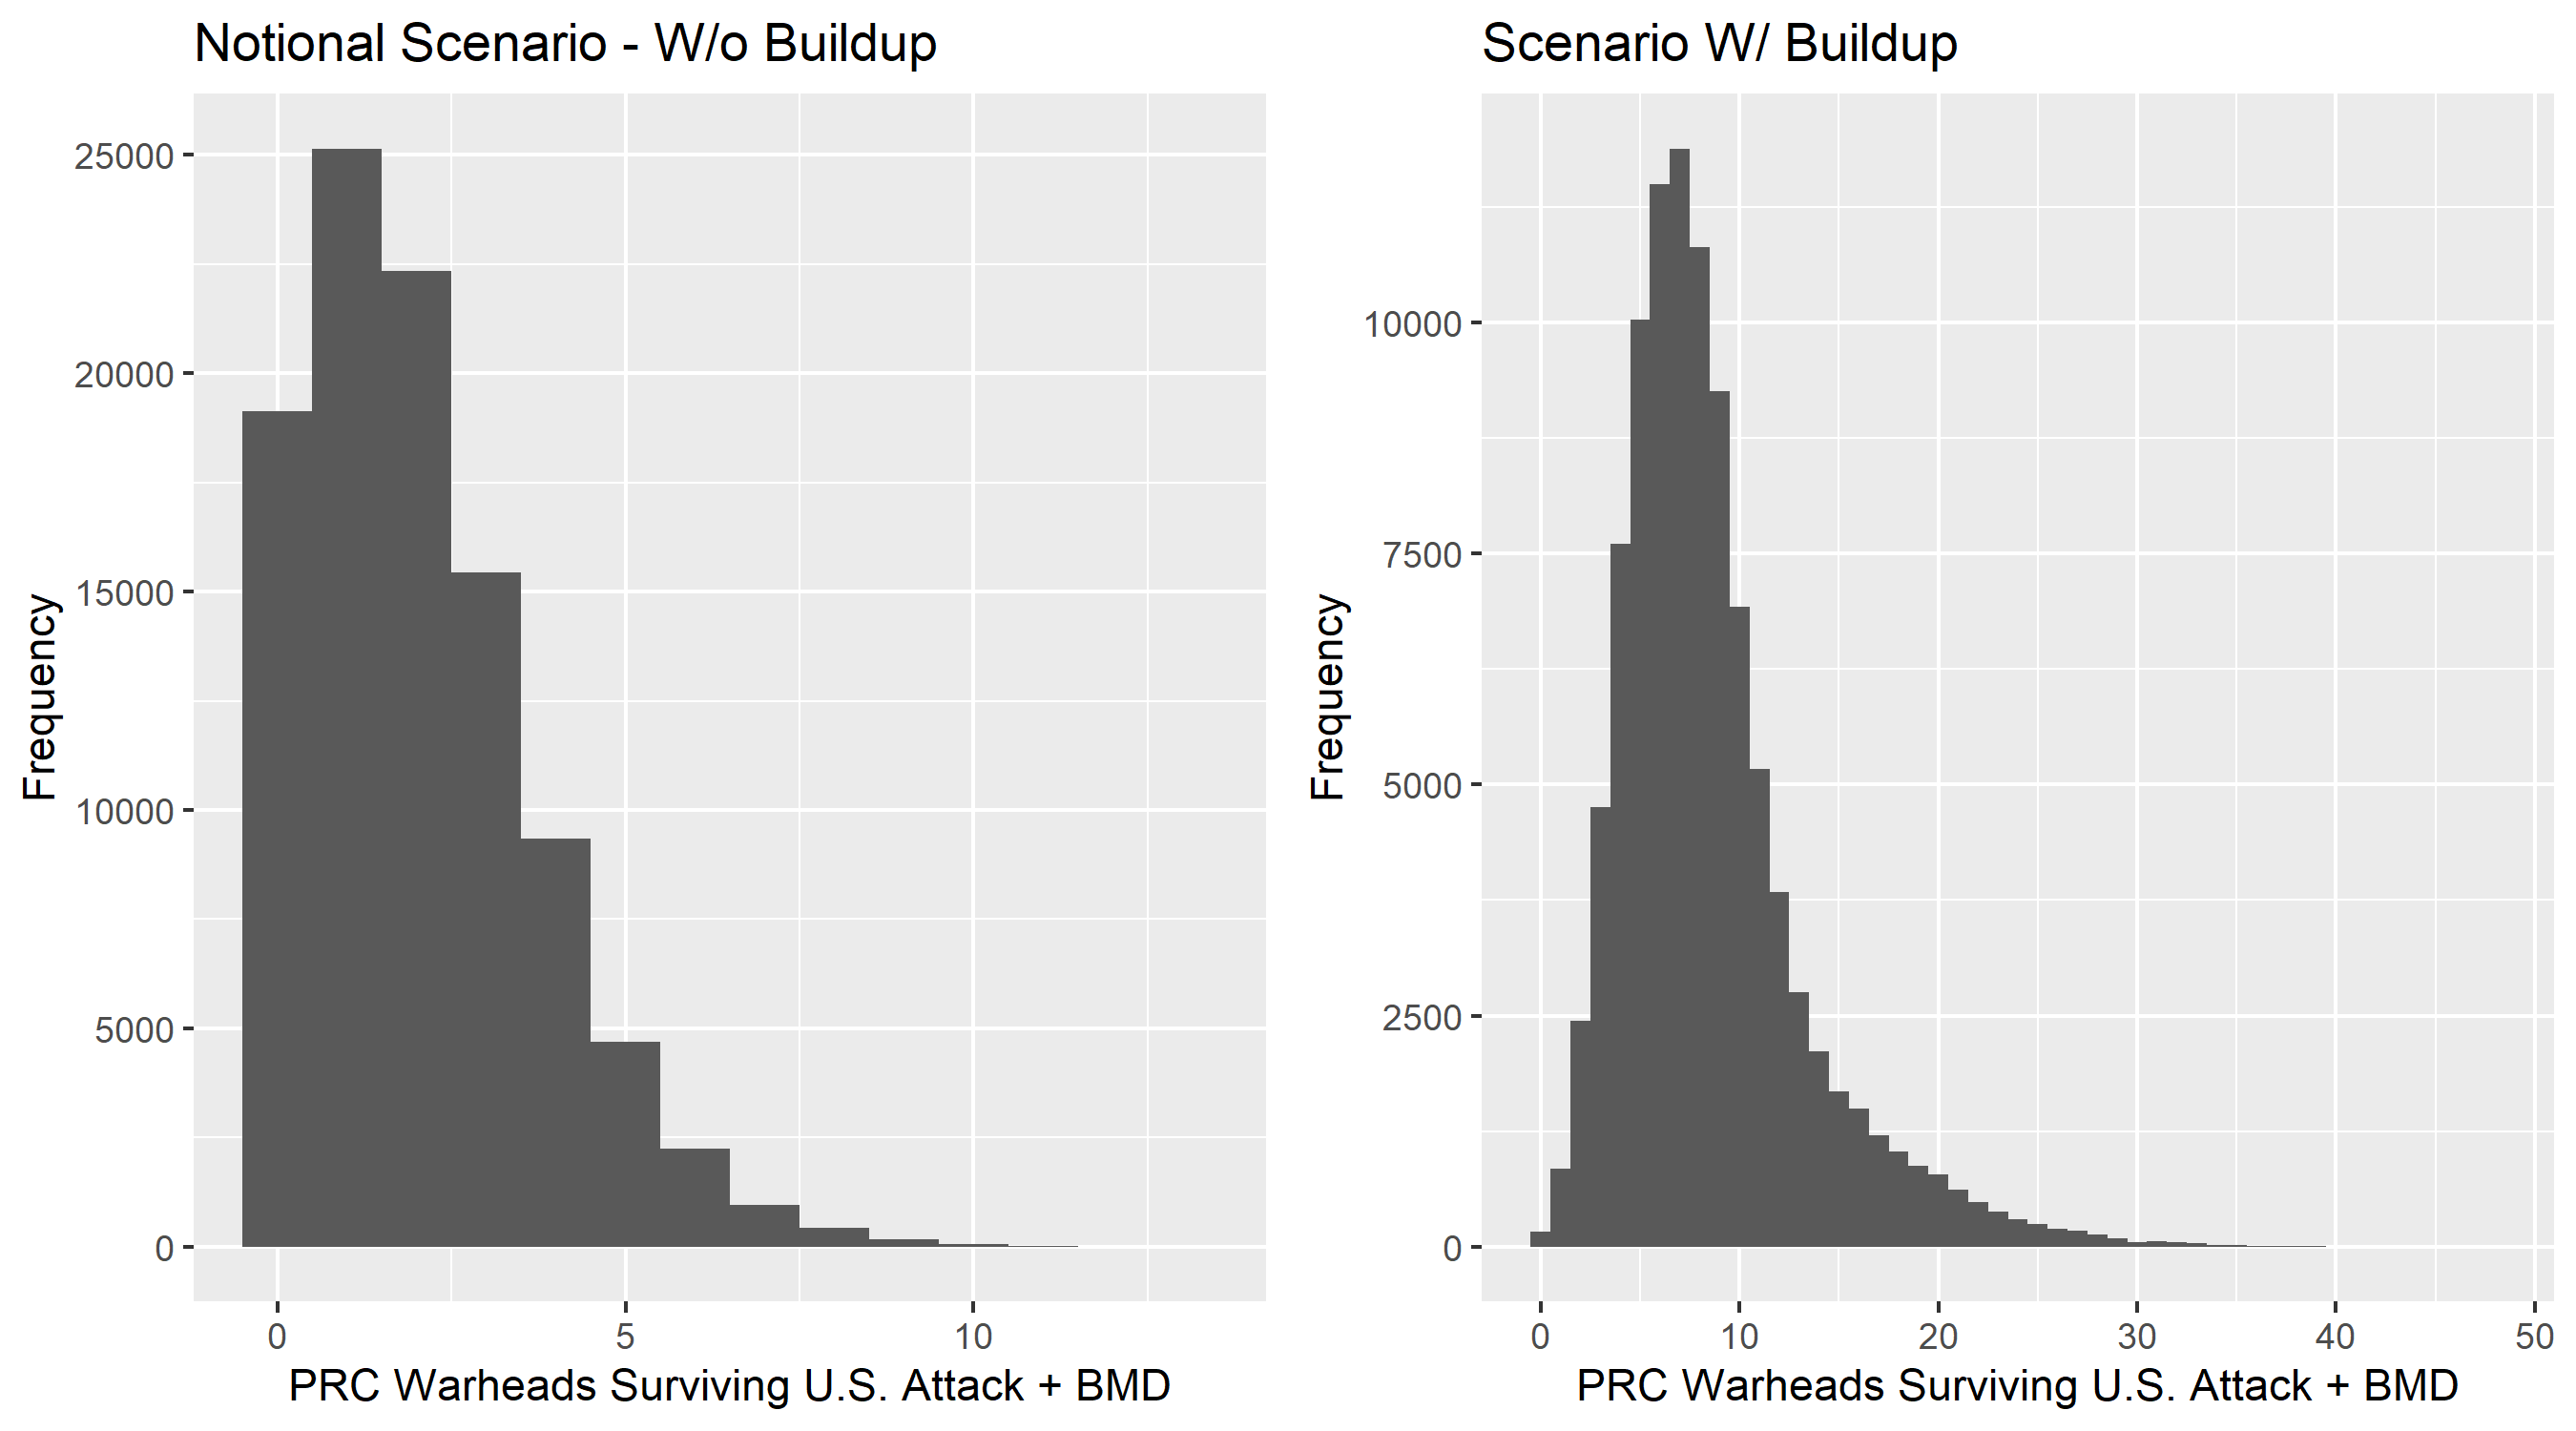 Notional Scenario - W/o Buildup
Frequency
25000
20000
15000
10000
5000
0
0 5 10
PRC Warheads Surviving U.S. Attack + BMD
Scenario W/ Buildup
Frequency
10000
7500
5000
2500
0
0 10 20 30 40 50
PRC Warheads Surviving U.S. Attack + BMD